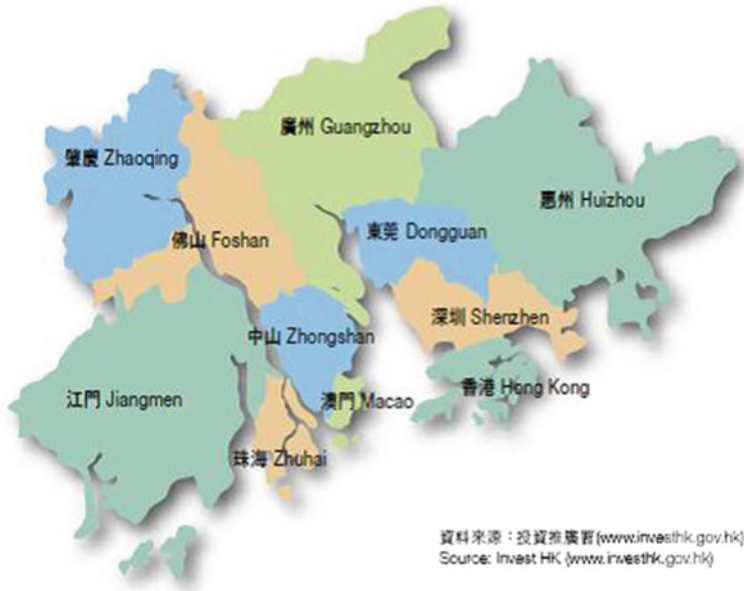 廣州 Guangzhou
肇慶 Zhaoqing
惠州 Huizhou
東莞 Dongguan
佛山 Foshan
深圳 Shenzhen
中山 Zhongshan
香港 Hong Kong
江門 Jiangmen
澳門 Macao
珠海 Zhuhai
資料來源：投資推廣署(www.investhk.gov.hk)
Source: Invest HK (www.investhk.gov.hk)